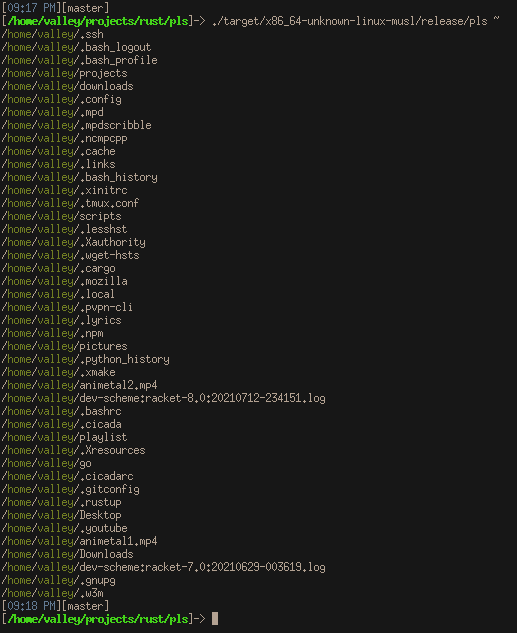 [09:17 PM][master]
[/home/valley/projects/rust/pls]-> ./target/x86_64-unknown-linux-musl/release/pls ~
/home/valley/.ssh
/home/valley/.bash_logout
/home/valley/.bash_profile
/home/valley/projects
/home/valley/downloads
/home/valley/.config
/home/valley/.mpd
/home/valley/.mpdscribble
/home/valley/.ncmpcpp
/home/valley/.cache
/home/valley/.links
/home/valley/.bash_history
/home/valley/.xinitrc
/home/valley/.tmux.conf
/home/valley/scripts
/home/valley/.lesshst
/home/valley/.Xauthority
/home/valley/.wget-hsts
/home/valley/.cargo
/home/valley/.mozilla
/home/valley/.local
/home/valley/.pvpn-cli
/home/valley/.lyrics
/home/valley/.npm
/home/valley/pictures
/home/valley/.python_history
/home/valley/.xmake
/home/valley/animetal2.mp4
/home/valley/dev-scheme:racket-8.0:20210712-234151.log
/home/valley/.bashrc
/home/valley/.cicada
/home/valley/playlist
/home/valley/.Xresources
/home/valley/go
/home/valley/.cicadarc
/home/valley/.gitconfig
/home/valley/.rustup
/home/valley/Desktop
/home/valley/.youtube
/home/valley/animetal1.mp4
/home/valley/Downloads
/home/valley/dev-scheme:racket-7.0:20210629-003619.log
/home/valley/.gnupg
/home/valley/.w3m
[09:18 PM][master]
[/home/valley/projects/rust/pls]->